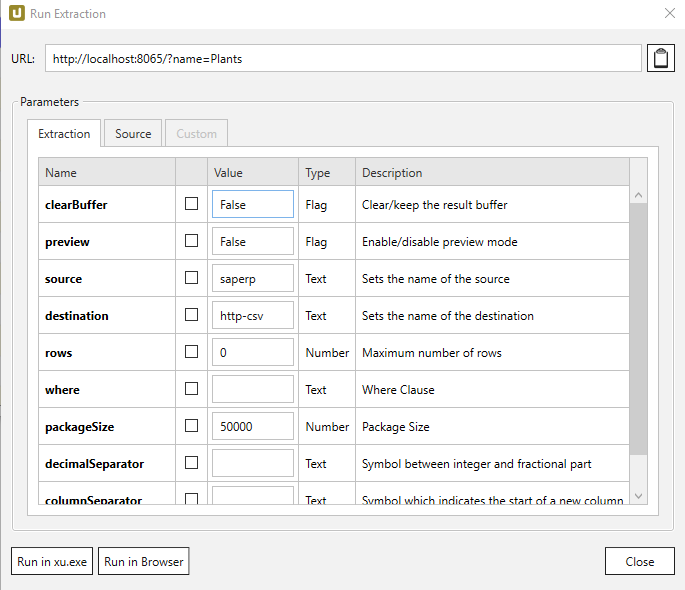 Run Extraction
URL: http://localhost:8065/?name=Plants
Parameters
Extraction Source Custom
Name Value Type Description
clearBuffer False Flag Clear/keep the result buffer
preview False Flag Enable/disable preview mode
source saperp Text Sets the name of the source
destination http-csv Text Sets the name of the destination
rows 0 Number Maximum number of rows
where Text Where Clause
packageSize 50000 Number Package Size
decimalSeparator Text Symbol between integer and fractional part
columnSeparator Text Symbol which indicates the start of a new column
Run in xu.exe Run in Browser Close